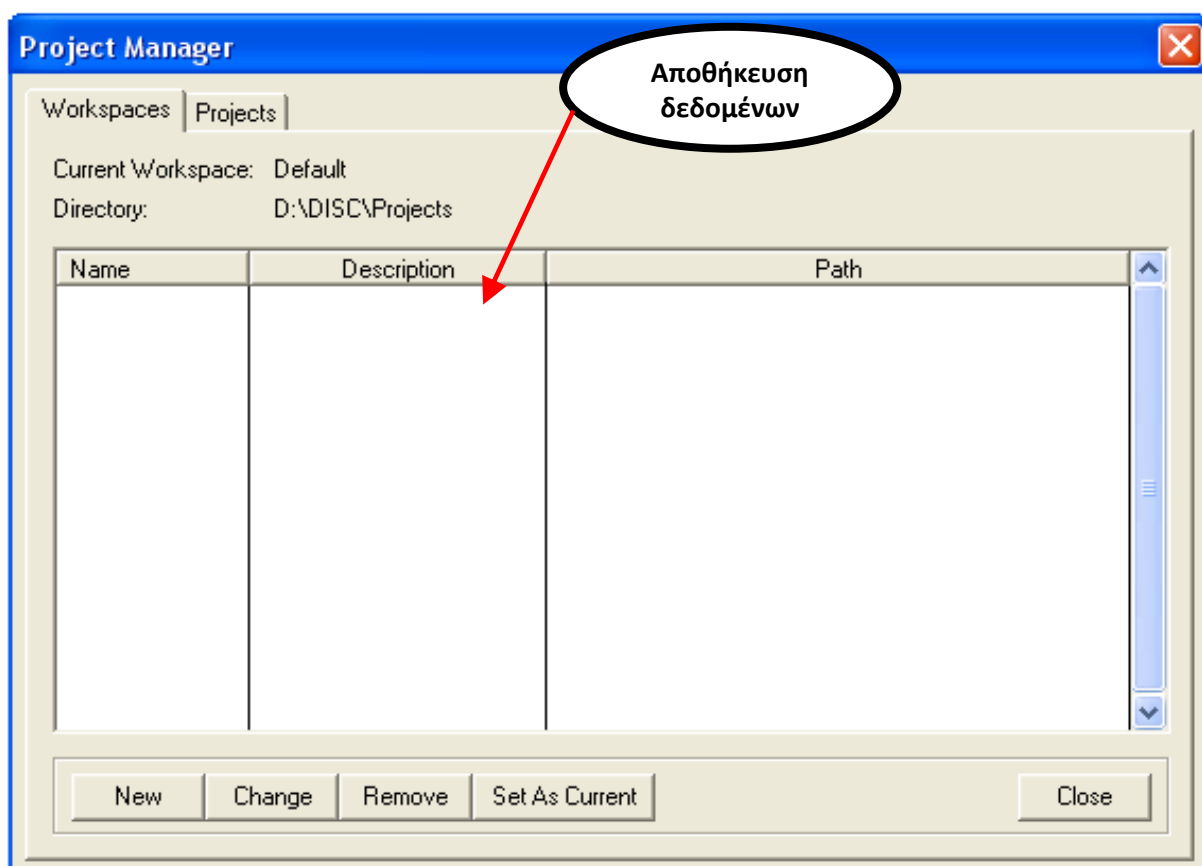 Project Manager
Αποθήκευση
δεδομένων
Workspaces Projects
Current Workspace: Default
Directory: D:\DISC\Projects
Name Description Path
New Change Remove Set As Current Close